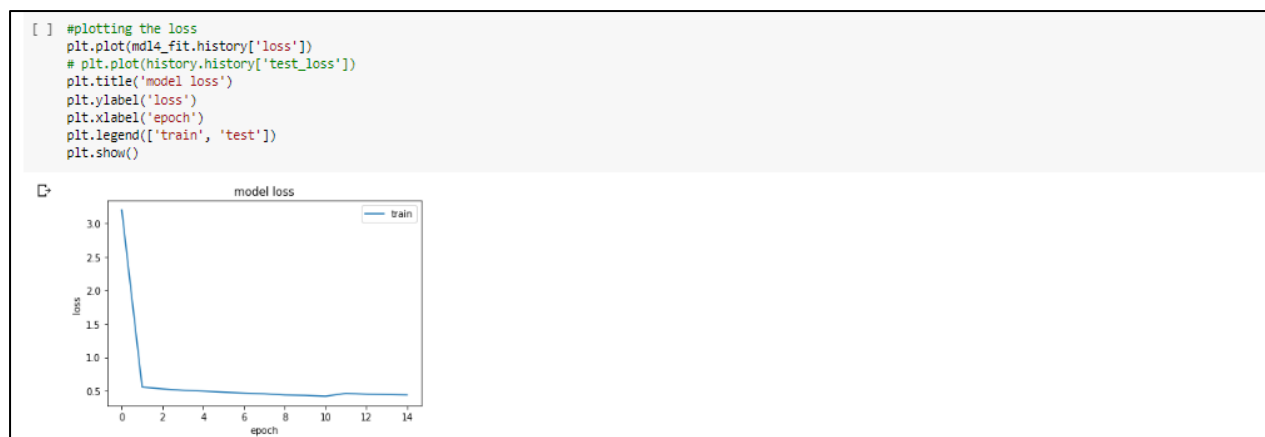 [ ] #plotting the loss
plt.plot(mdl4_fit.history['loss'])
# plt.plot(history.history['test_loss'])
plt.title('model loss')
plt.ylabel('loss')
plt.xlabel('epoch')
plt.legend(['train', 'test'])
plt.show()
model loss
train
3.0
2.5
2.0
1.5
1.0
0.5
loss
0 2 4 6 8 10 12 14
epoch